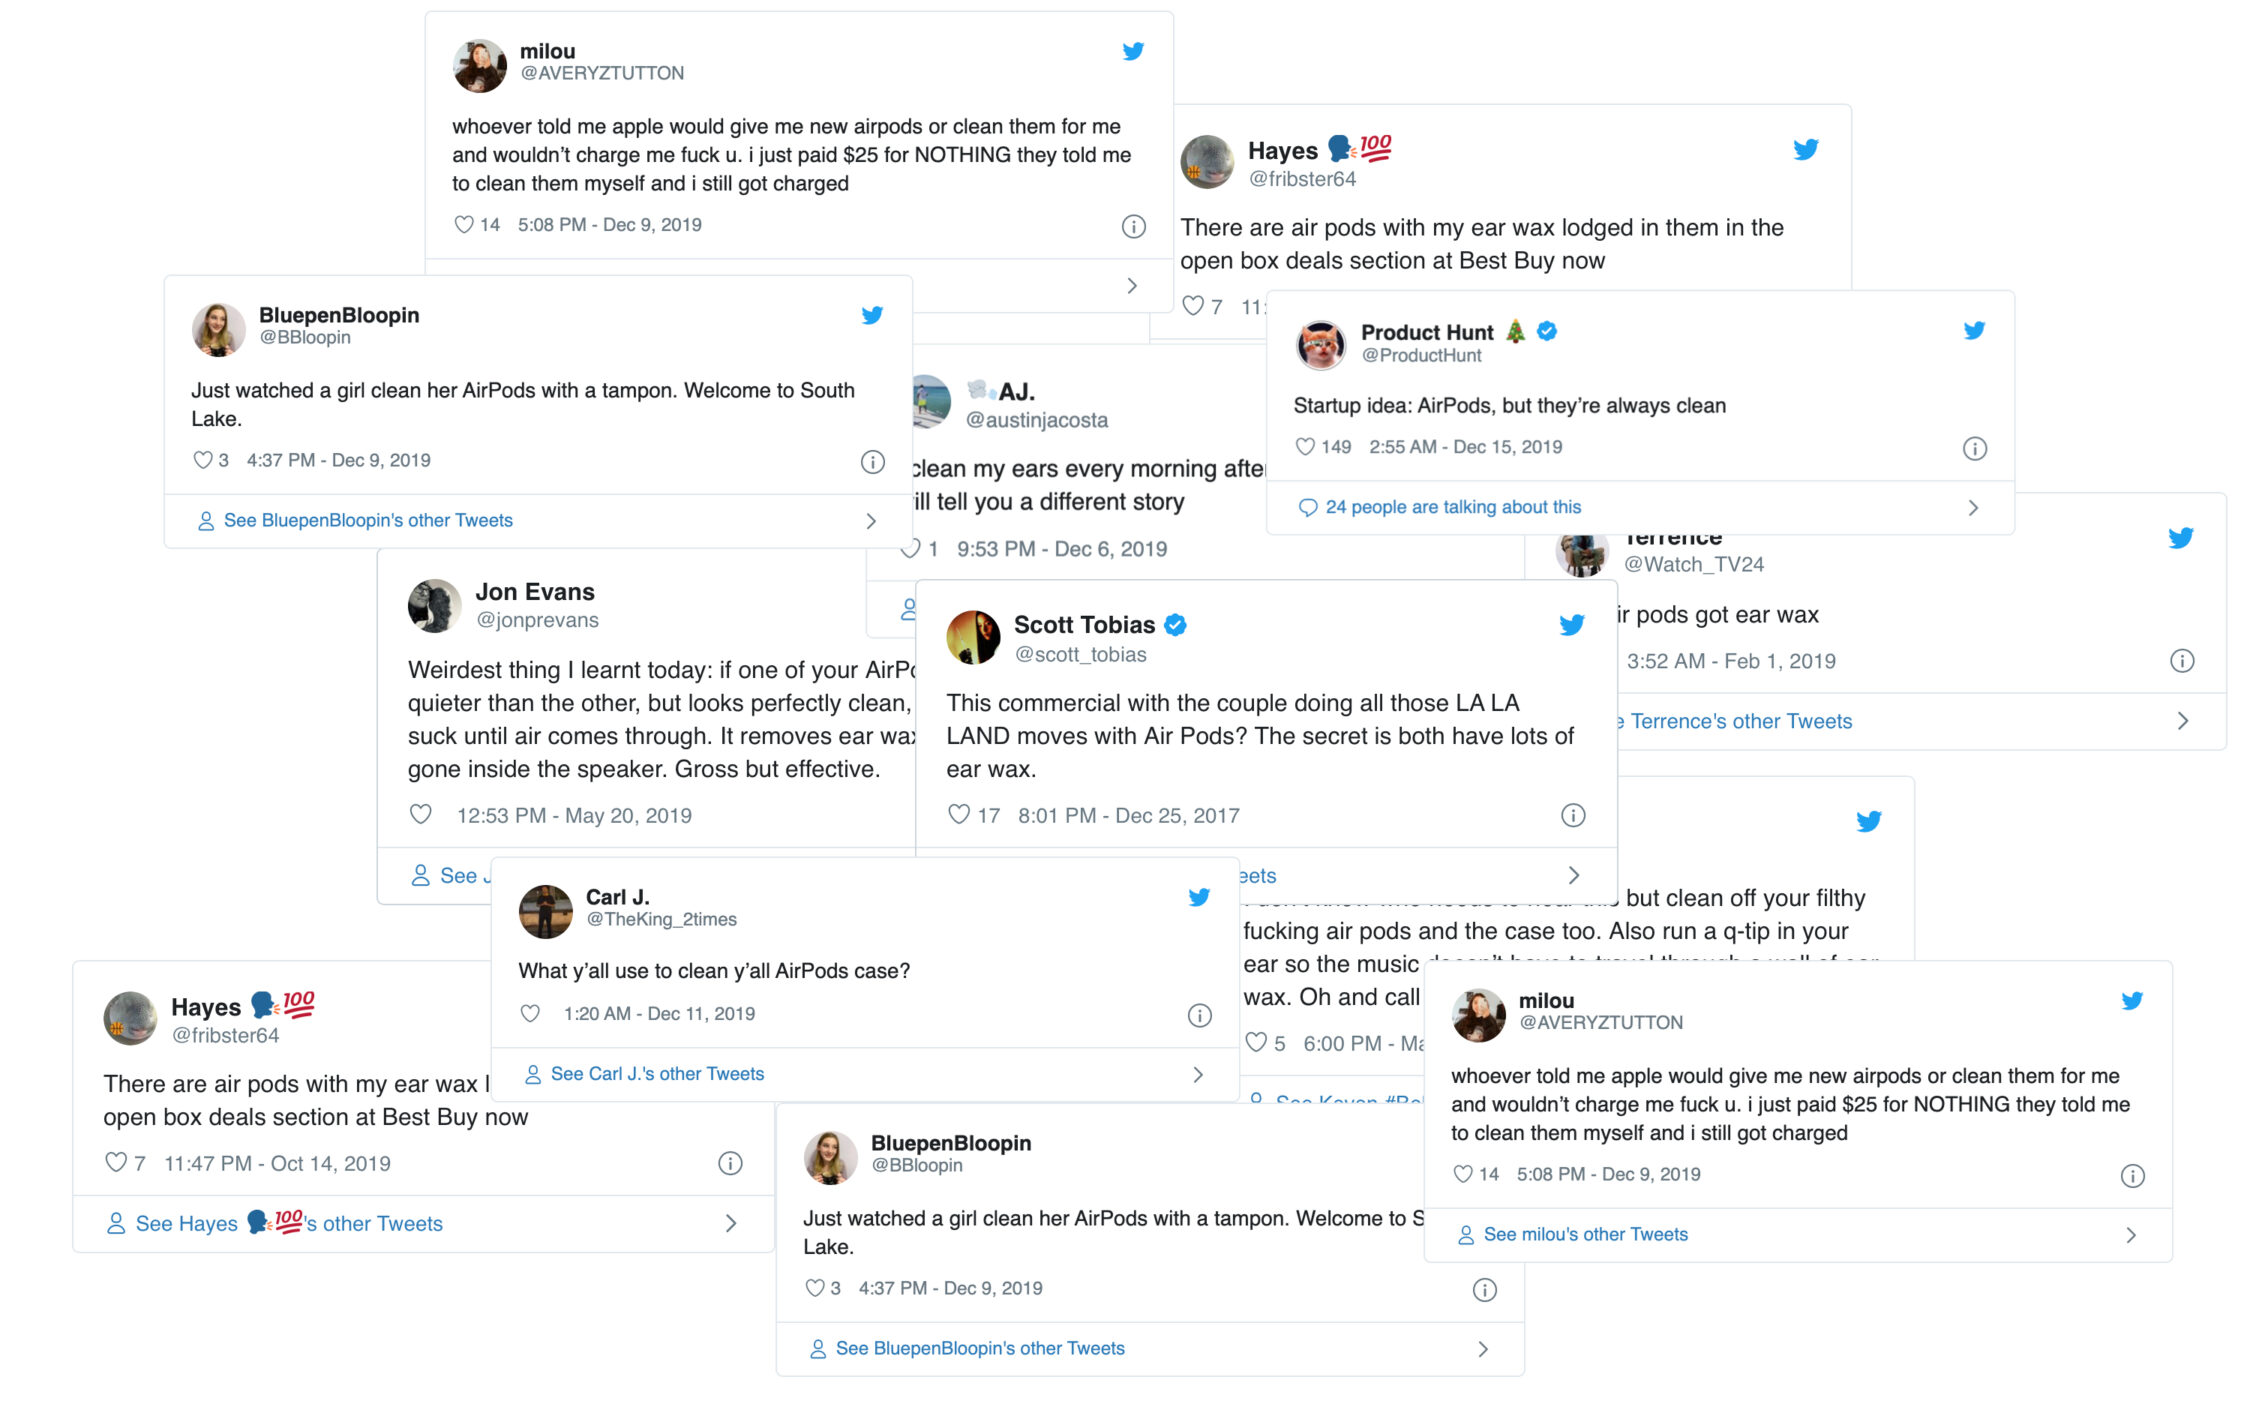 milou
@AVERYZTUTTON
whoever told me apple would give me new airpods or clean them for me
and wouldn’t charge me fuck u. i just paid $25 for NOTHING they told me
to clean them myself and i still got charged
14 5:08 PM - Dec 9, 2019
Hayes 🗣💯
@fribster64
There are air pods with my ear wax lodged in them in the
open box deals section at Best Buy now
7 11:
BluepenBloopin
@BBloopin
Just watched a girl clean her AirPods with a tampon. Welcome to South
Lake.
3 4:37 PM - Dec 9, 2019
See BluepenBloopin's other Tweets
AJ.
@austinjacosta
clean my ears every morning
tell you a different story
1 9:53 PM - Dec 6, 2019
Product Hunt 🎄
@ProductHunt
Startup idea: AirPods, but they’re always clean
149 2:55 AM - Dec 15, 2019
24 people are talking about this
Terrence
@Watch_TV24
pods got ear wax
3:52 AM - Feb 1, 2019
Terrence's other Tweets
Jon Evans
@jonprevans
Weirdest thing I learnt today: if one of your
quieter than the other, but looks perfectly clean,
suck until air comes through. It removes ear
gone inside the speaker. Gross but effective.
12:53 PM - May 20, 2019
See
Scott Tobias
@scott_tobias
This commercial with the couple doing all those LA LA
LAND moves with Air Pods? The secret is both have lots of
ear wax.
17 8:01 PM - Dec 25, 2017
Carl J.
@TheKing_2times
What y’all use to clean y’all AirPods case?
1:20 AM - Dec 11, 2019
See Carl J.'s other Tweets
but clean off your filthy
fucking air pods and the case too. Also run a q-tip in your
ear so the music
wax. Oh and call
5 6:00 PM -
Hayes 🗣💯
@fribster64
There are air pods with my ear wax
open box deals section at Best Buy now
7 11:47 PM - Oct 14, 2019
See Hayes 🗣💯's other Tweets
BluepenBloopin
@BBloopin
Just watched a girl clean her AirPods with a tampon. Welcome to
Lake.
3 4:37 PM - Dec 9, 2019
See BluepenBloopin's other Tweets
milou
@AVERYZTUTTON
whoever told me apple would give me new airpods or clean them for me
and wouldn’t charge me fuck u. i just paid $25 for NOTHING they told me
to clean them myself and i still got charged
14 5:08 PM - Dec 9, 2019
See milou's other Tweets